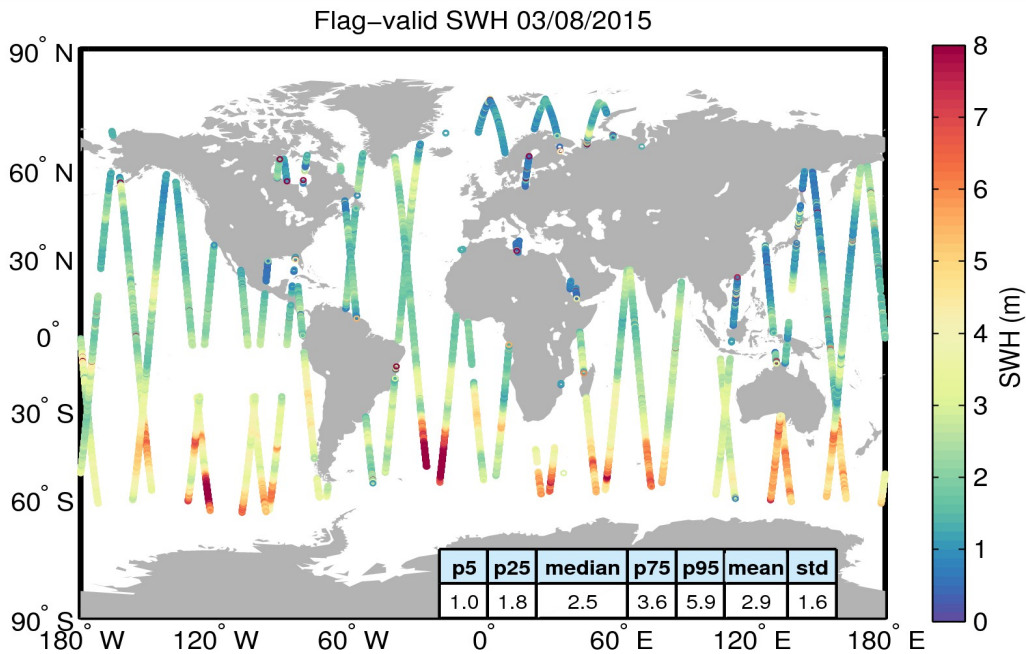 Flag−valid SWH 03/08/2015
90° N
60° N
30° N
0°
30° S
60° S
90° S
180° W
120° W
60° W
0°
60° E
120° E
180° E
p5 p25 median p75 p95 mean std
1.0 1.8 2.5 3.6 5.9 2.9 1.6
8
7
6
5
4
3
2
1
0
SWH (m)